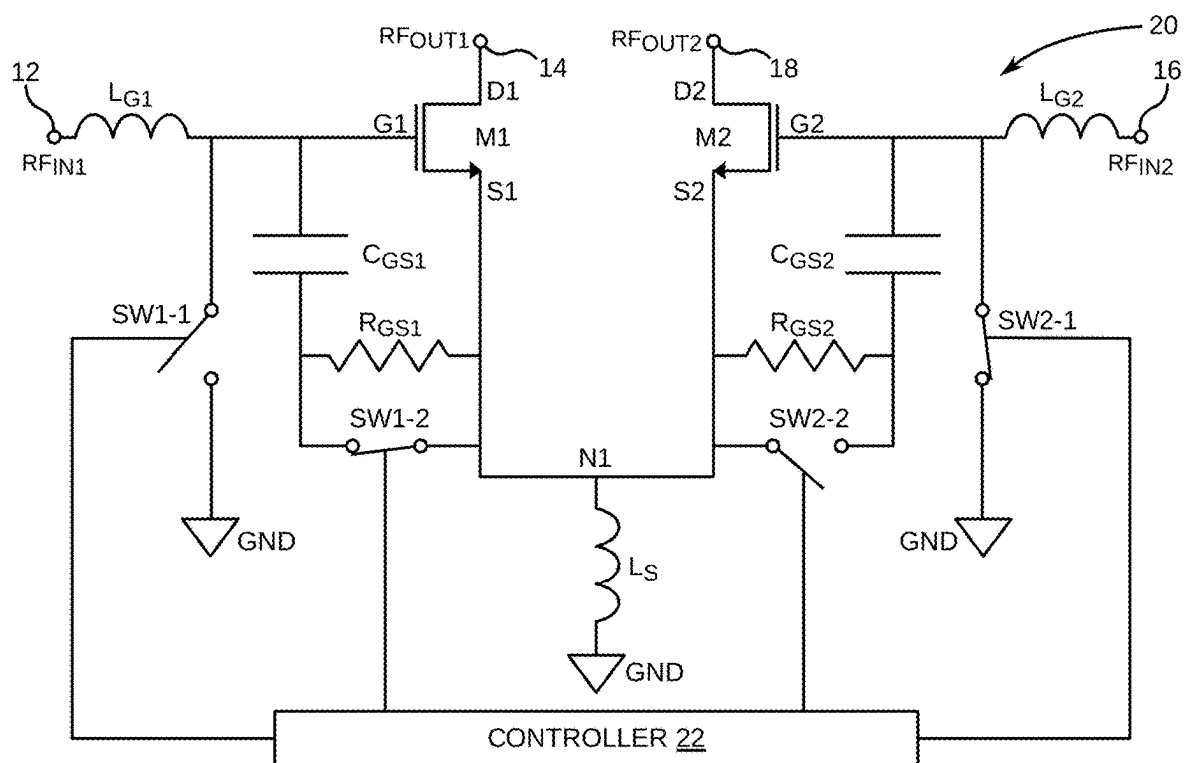 20
RFOUT1
RFOUT2
14
18
12
16
LG1
LG2
D1
D2
G1
M1
M2
G2
RFIN1
RFIN2
S1
S2
CGS1
CGS2
SW1-1
RGS1
RGS2
SW2-1
SW1-2
SW2-2
N1
GND
GND
LS
GND
CONTROLLER 22